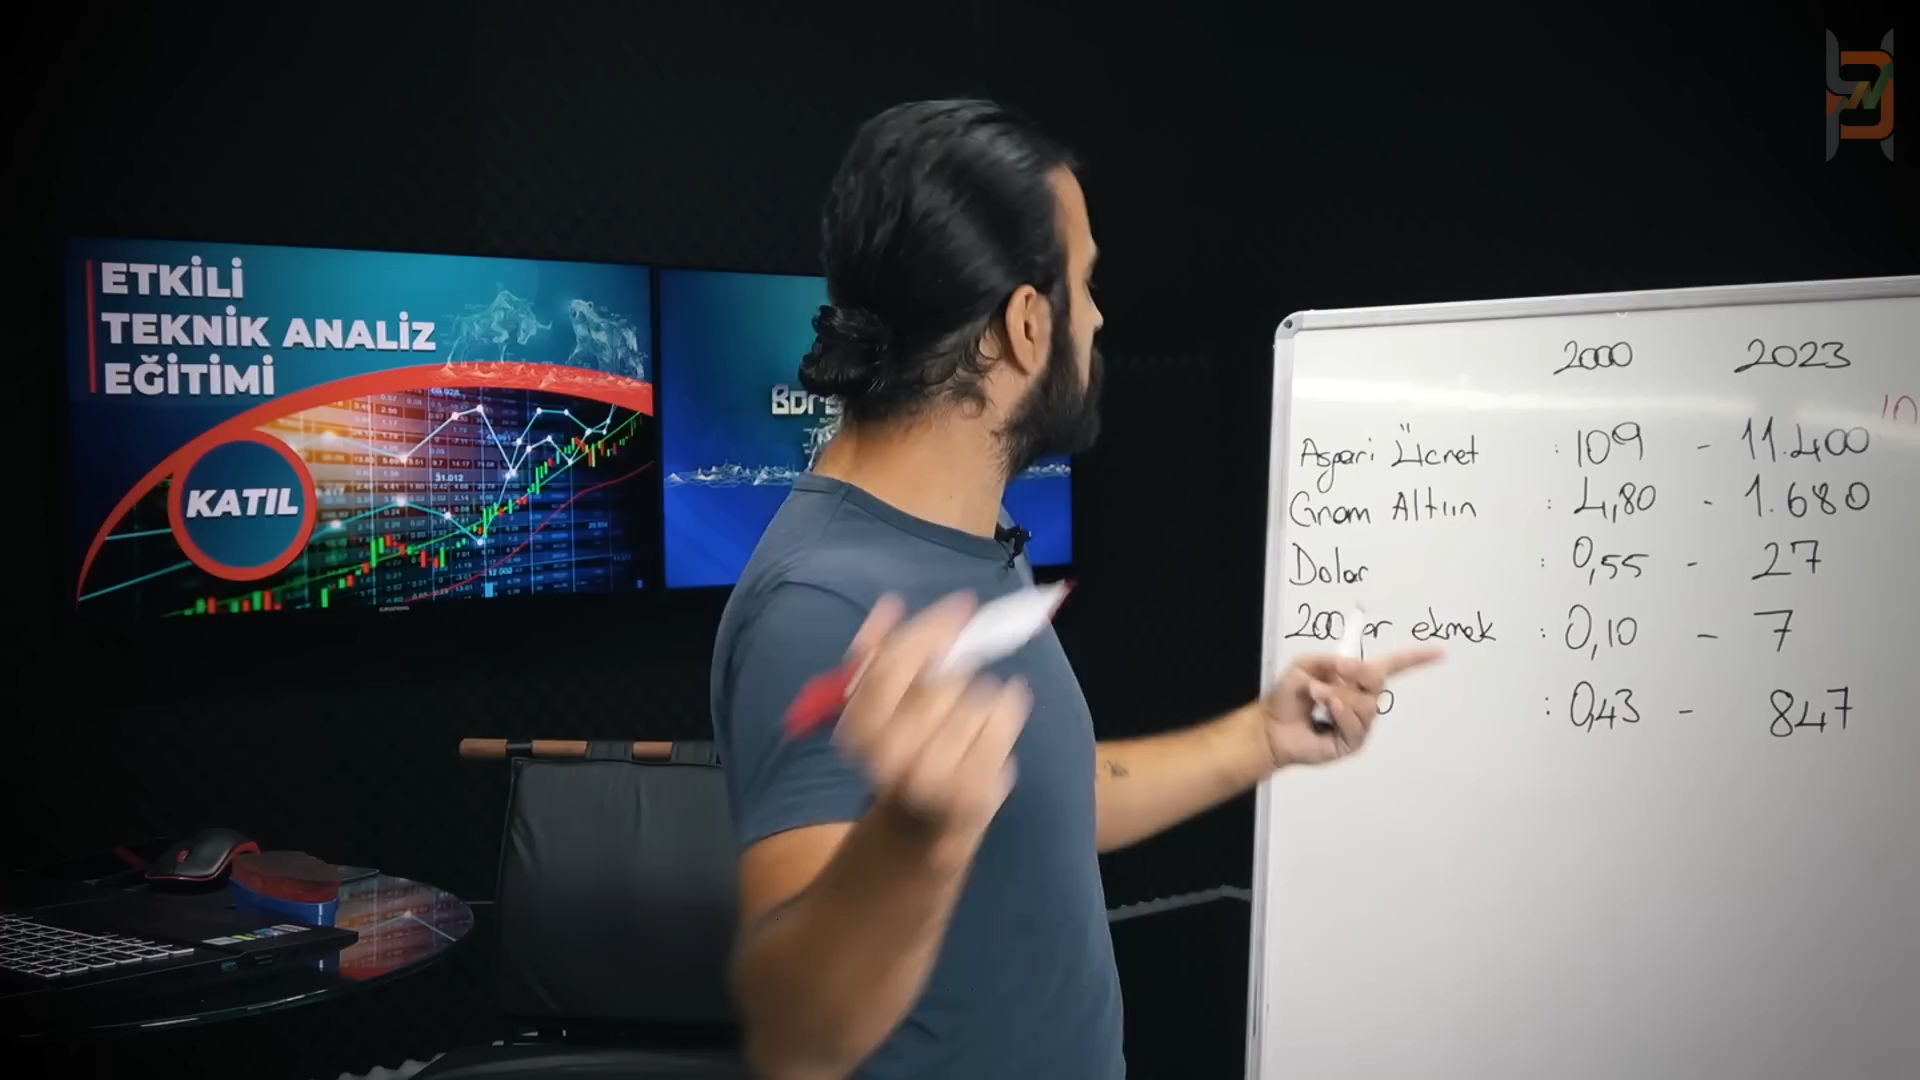 ETKİLİ
TEKNİK ANALİZ
EĞİTİMİ
KATIL
2000 2023
Asgari Ücret : 109 - 11.400
Gram Altın : 4,80 - 1.680
Dolar : 0,55 - 27
200 gr ekmek : 0,10 - 7
: 0,43 - 847